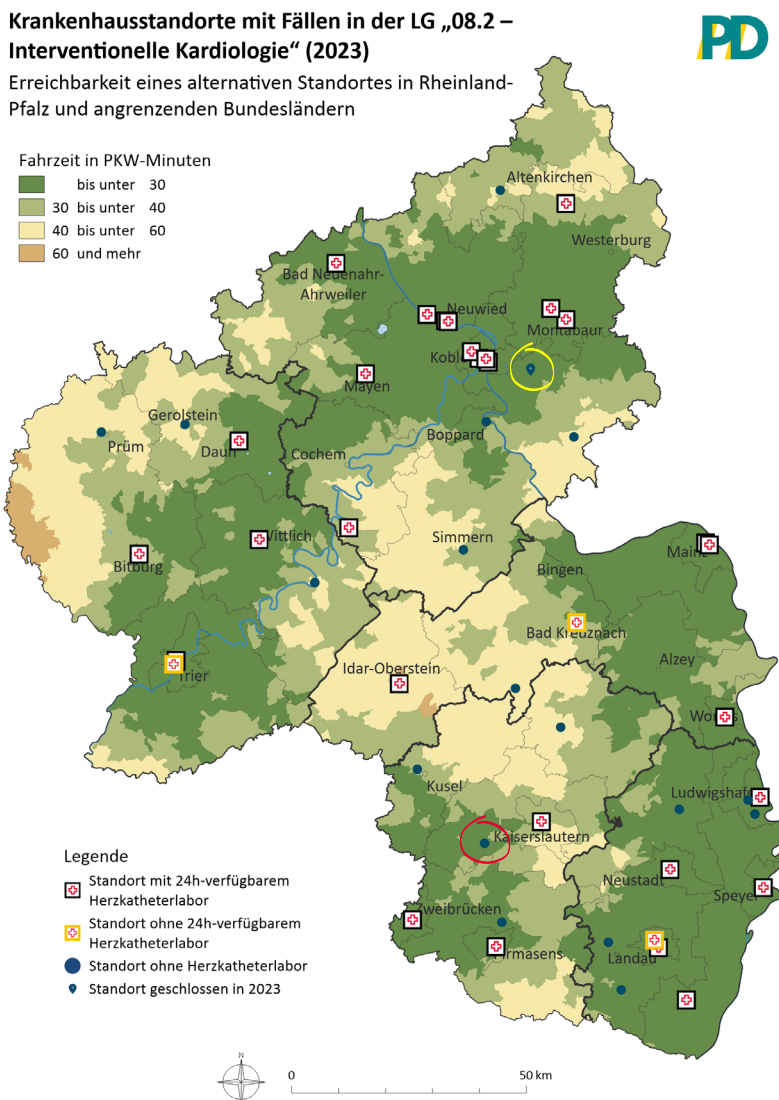 Krankenhausstandorte mit Fällen in der LG „08.2 –
Interventionelle Kardiologie“ (2023)
PD
Erreichbarkeit eines alternativen Standortes in Rheinland-
Pfalz und angrenzenden Bundesländern
Fahrzeit in PKW-Minuten
bis unter 30
30 bis unter 40
40 bis unter 60
60 und mehr
Altenkirchen
Westerburg
Bad Neuenahr-
Ahrweiler
Neuwied
Montabaur
Koble
Mayen
Gerolstein
Prüm
Daun
Boppard
Cochem
Wittlich
Simmern
Bitburg
Mainz
Bingen
Bad Kreuznach
Alzey
Idar-Oberstein
Trier
Worms
Kusel
Ludwigshafe
Kaiserslautern
Neustadt
Speyer
Zweibrücken
Pirmasens
Landau
Legende
Standort mit 24h-verfügbarem
Herzkatheterlabor
Standort ohne 24h-verfügbarem
Herzkatheterlabor
Standort ohne Herzkatheterlabor
Standort geschlossen in 2023
N
0 50 km